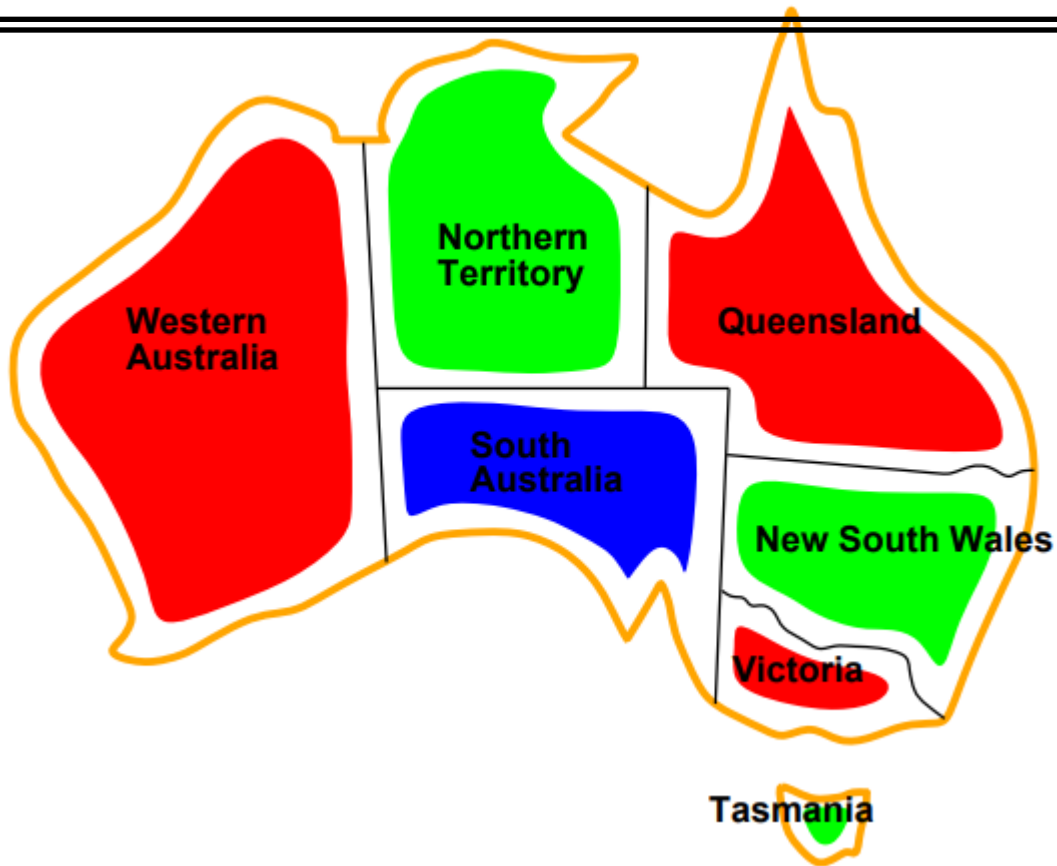 Northern
Territory
Western
Australia
Queensland
South
Australia
New South Wales
Victoria
Tasmania